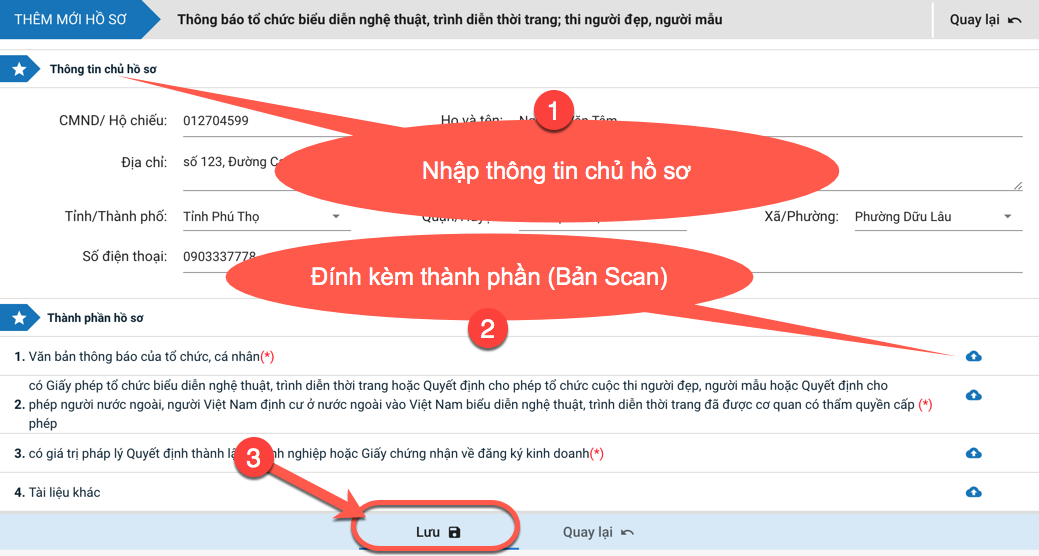 THÊM MỚI HỒ SƠ Thông báo tổ chức biểu diễn nghệ thuật, trình diễn thời trang; thi người đẹp, người mẫu Quay lại
Thông tin chủ hồ sơ
1
CMND/ Hộ chiếu: 012704599 Họ và tên: Tâm
Địa chỉ: số 123, Đường
Nhập thông tin chủ hồ sơ
Tỉnh/Thành phố: Tỉnh Phú Thọ Xã/Phường: Phường Dữu Lâu
Số điện thoại: 0903337778
Đính kèm thành phần (Bản Scan)
2
Thành phần hồ sơ
1. Văn bản thông báo của tổ chức, cá nhân(*)
có Giấy phép tổ chức biểu diễn nghệ thuật, trình diễn thời trang hoặc Quyết định cho phép tổ chức cuộc thi người đẹp, người mẫu hoặc Quyết định cho
2. phép người nước ngoài, người Việt Nam định cư ở nước ngoài vào Việt Nam biểu diễn nghệ thuật, trình diễn thời trang đã được cơ quan có thẩm quyền cấp (*)
phép
3. có giá trị pháp lý Quyết định thành nghiệp hoặc Giấy chứng nhận về đăng ký kinh doanh(*)
3
4. Tài liệu khác
Lưu Quay lại